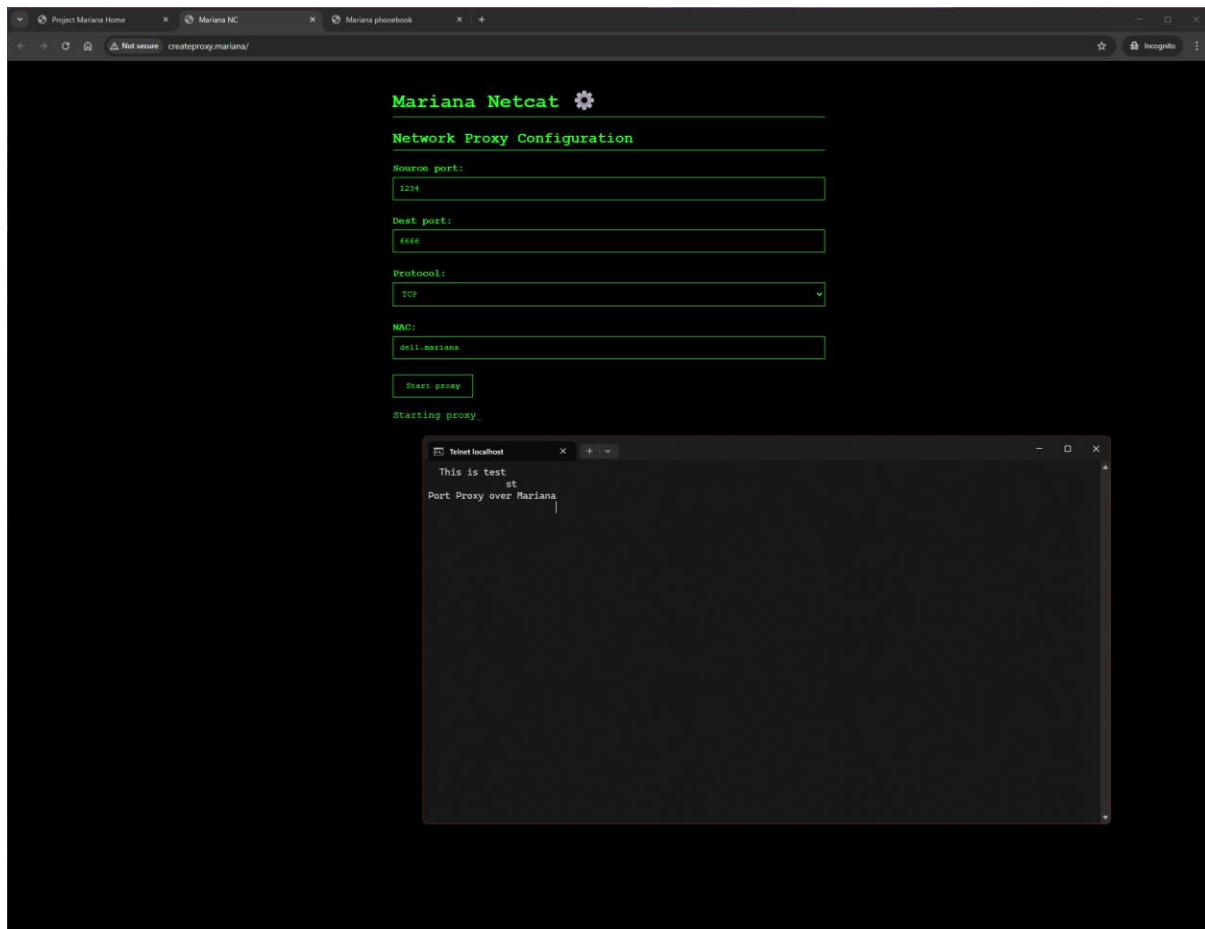 Project Mariana Home
Mariana NC
Mariana phonebook
Not secure createproxy.mariana/
Incognito
Mariana Netcat
Network Proxy Configuration
Source port:
1234
Dest port:
6666
Protocol:
TCP
NAC:
dell.mariana
Start proxy
Starting proxy_
Telnet localhost
This is test
st
Port Proxy over Mariana